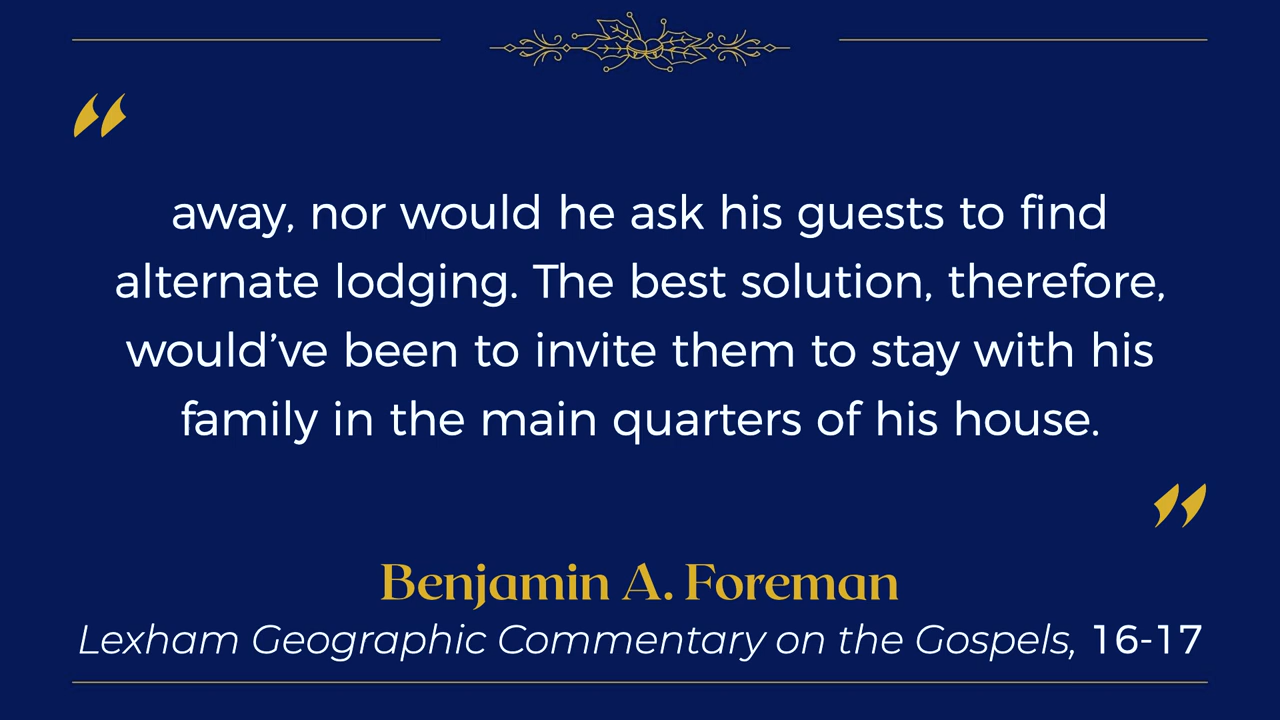 “
away, nor would he ask his guests to find
alternate lodging. The best solution, therefore,
would’ve been to invite them to stay with his
family in the main quarters of his house.
”
Benjamin A. Foreman
Lexham Geographic Commentary on the Gospels, 16-17